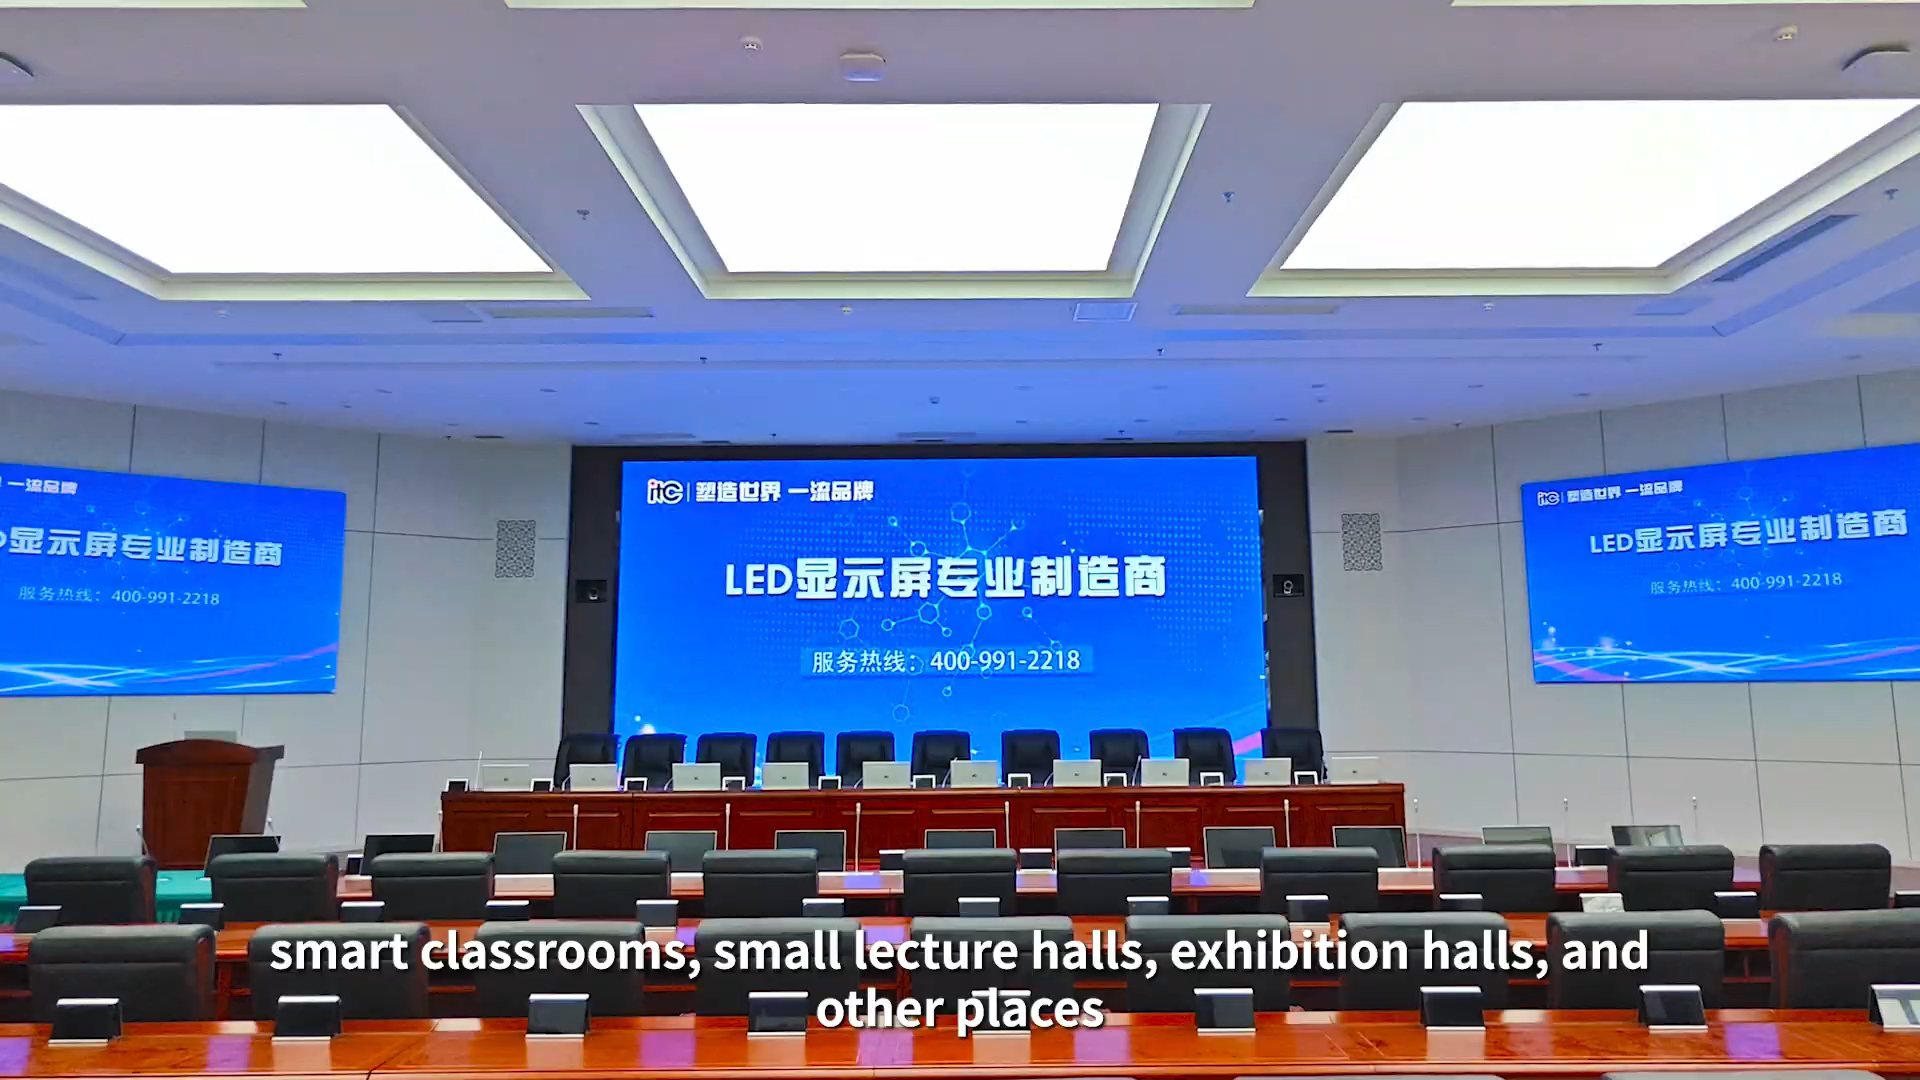 itc 塑造世界 一流品牌
LED显示屏专业制造商
服务热线：400-991-2218
一流品牌
显示屏专业制造商
服务热线：400-991-2218
itc 塑造世界 一流品牌
LED显示屏专业制造商
服务热线：400-991-2218
smart classrooms, small lecture halls, exhibition halls, and
other places